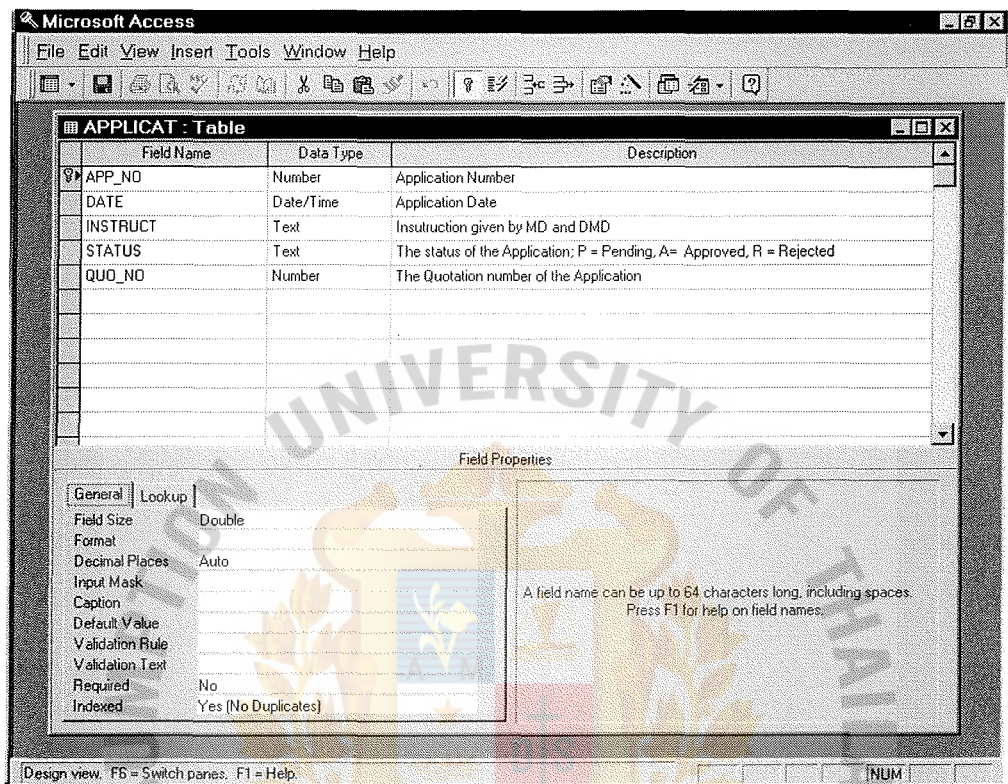 Microsoft Access
File Edit View Insert Tools Window Help
APPLICAT : Table
Field Name Data Type Description
APP_NO Number Application Number
DATE Date/Time Application Date
INSTRUCT Text Insutruction given by MD and DMD
STATUS Text The status of the Application; P = Pending, A= Approved, R = Rejected
QUO_NO Number The Quotation number of the Application
Field Properties
General Lookup
Field Size Double
Format
Decimal Places Auto
Input Mask
Caption
Default Value
Validation Rule
Validation Text
Required No
Indexed Yes (No Duplicates)
A field name can be up to 64 characters long, including spaces.
Press F1 for help on field names.
UNIVERSITY OF THAIL
A M
D S
Design view. F6 = Switch panes. F1 = Help. NUM